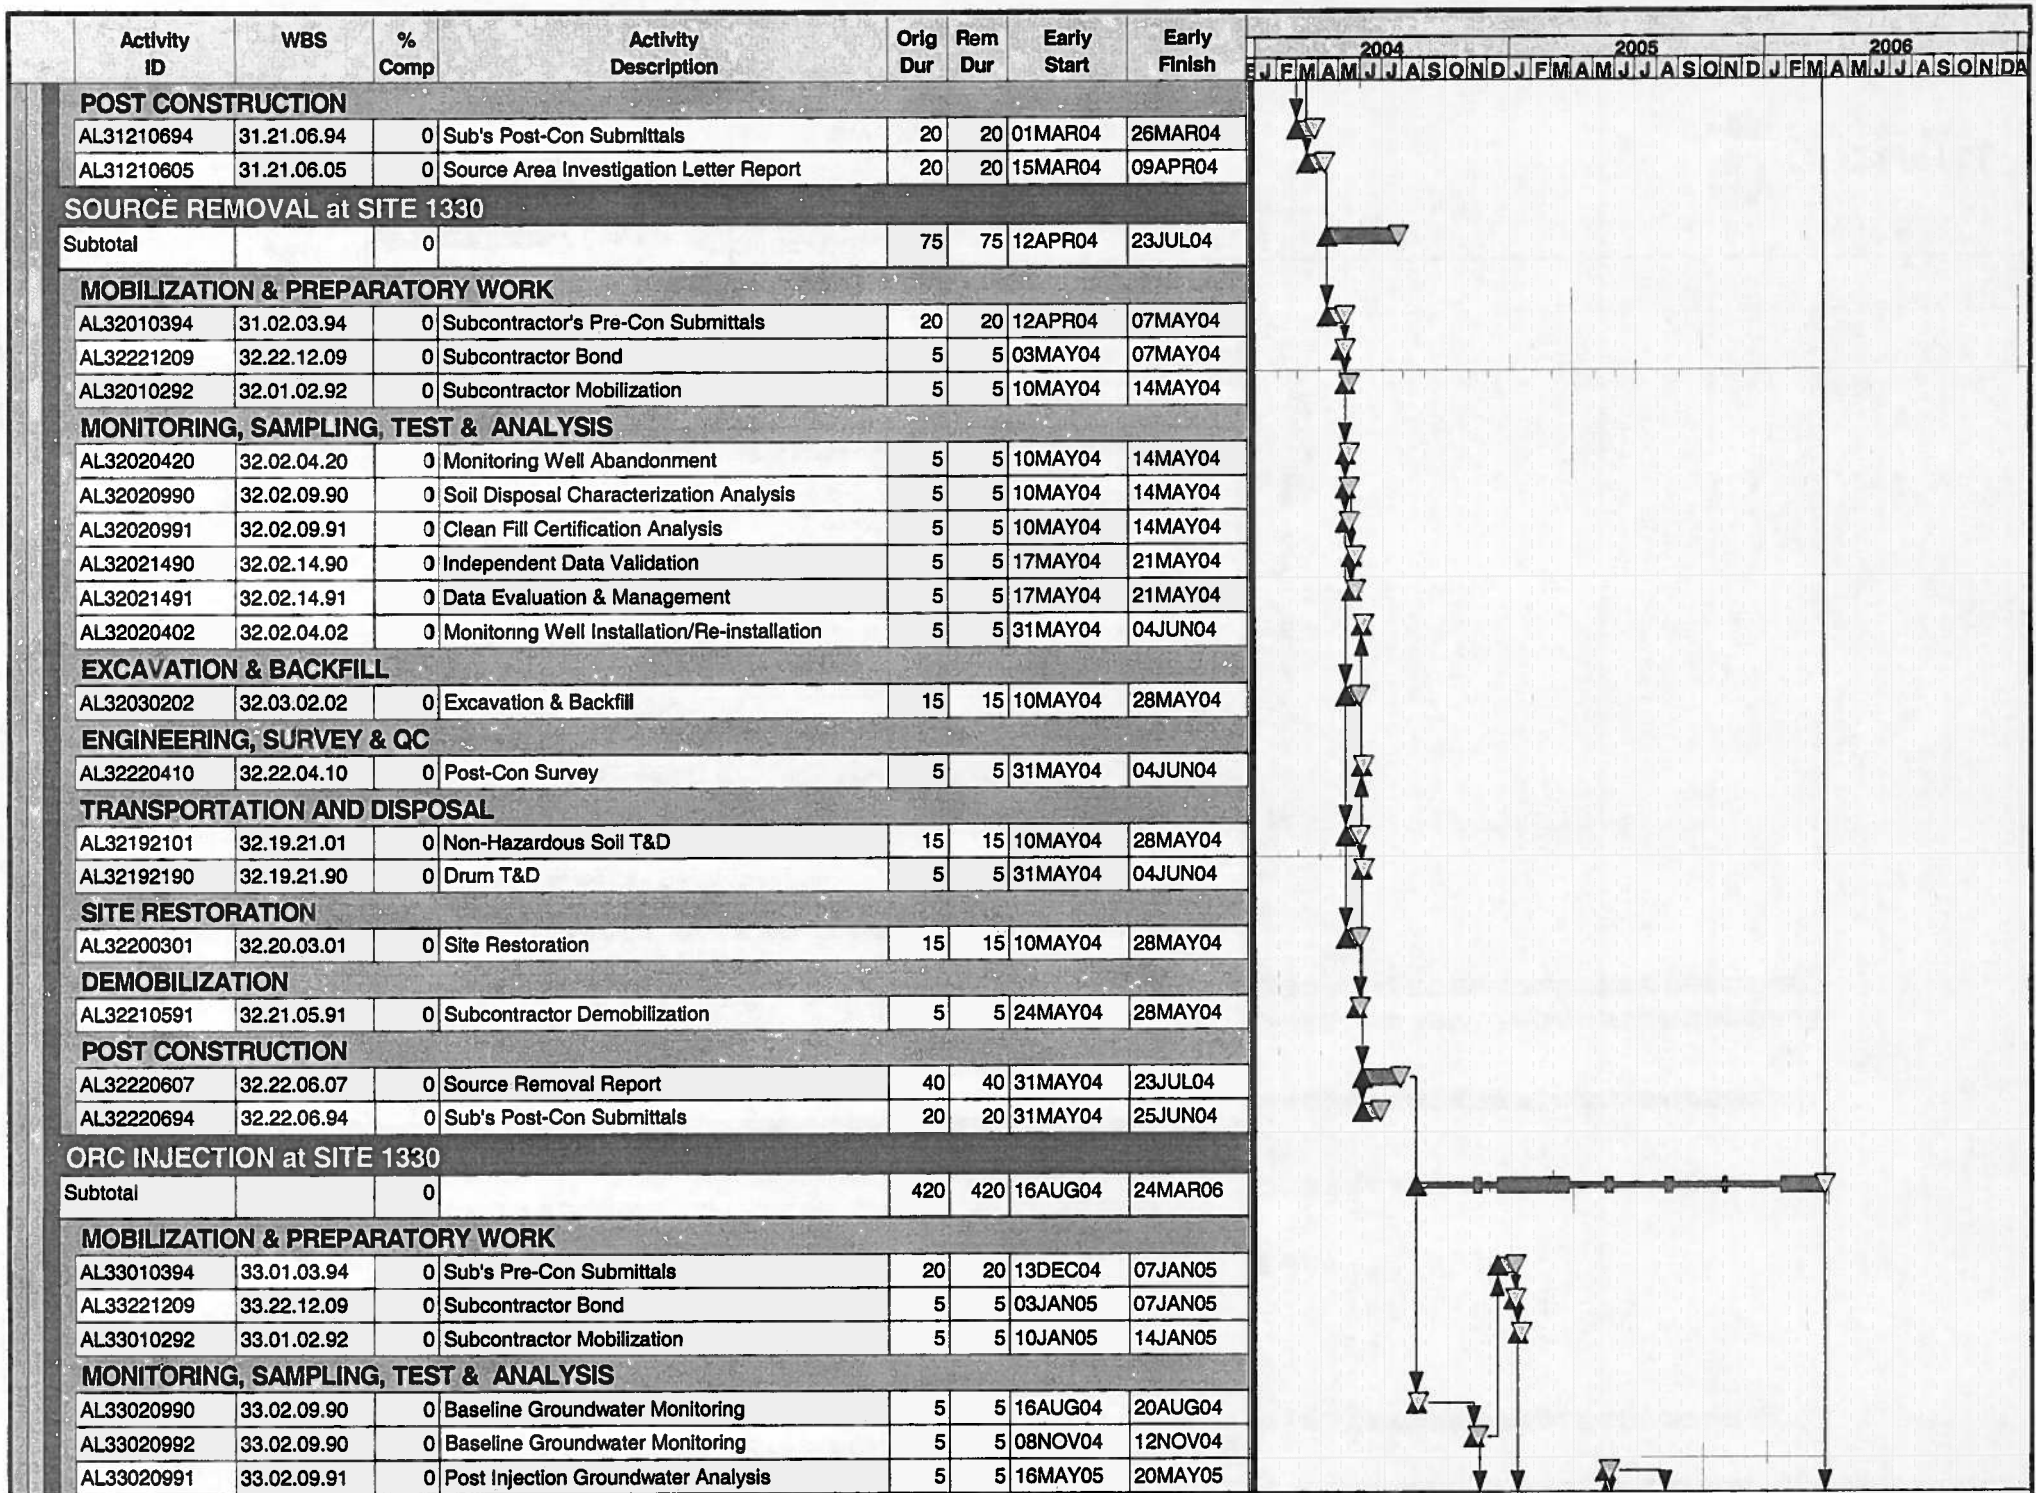 Activity ID WBS % Comp Activity Description Orig Dur Rem Dur Early Start Early Finish
2004 2005 2006
J F M A M J J A S O N D J F M A M J J A S O N D J F M A M J J A S O N D
POST CONSTRUCTION
AL31210694 31.21.06.94 0 Sub's Post-Con Submittals 20 20 01MAR04 26MAR04
AL31210605 31.21.06.05 0 Source Area Investigation Letter Report 20 20 15MAR04 09APR04
SOURCE REMOVAL at SITE 1330
Subtotal 0 75 75 12APR04 23JUL04
MOBILIZATION & PREPARATORY WORK
AL32010394 31.02.03.94 0 Subcontractor's Pre-Con Submittals 20 20 12APR04 07MAY04
AL32221209 32.22.12.09 0 Subcontractor Bond 5 5 03MAY04 07MAY04
AL32010292 32.01.02.92 0 Subcontractor Mobilization 5 5 10MAY04 14MAY04
MONITORING, SAMPLING, TEST & ANALYSIS
AL32020420 32.02.04.20 0 Monitoring Well Abandonment 5 5 10MAY04 14MAY04
AL32020990 32.02.09.90 0 Soil Disposal Characterization Analysis 5 5 10MAY04 14MAY04
AL32020991 32.02.09.91 0 Clean Fill Certification Analysis 5 5 10MAY04 14MAY04
AL32021490 32.02.14.90 0 Independent Data Validation 5 5 17MAY04 21MAY04
AL32021491 32.02.14.91 0 Data Evaluation & Management 5 5 17MAY04 21MAY04
AL32020402 32.02.04.02 0 Monitoring Well Installation/Re-installation 5 5 31MAY04 04JUN04
EXCAVATION & BACKFILL
AL32030202 32.03.02.02 0 Excavation & Backfill 15 15 10MAY04 28MAY04
ENGINEERING, SURVEY & QC
AL32220410 32.22.04.10 0 Post-Con Survey 5 5 31MAY04 04JUN04
TRANSPORTATION AND DISPOSAL
AL32192101 32.19.21.01 0 Non-Hazardous Soil T&D 15 15 10MAY04 28MAY04
AL32192190 32.19.21.90 0 Drum T&D 5 5 31MAY04 04JUN04
SITE RESTORATION
AL32200301 32.20.03.01 0 Site Restoration 15 15 10MAY04 28MAY04
DEMOBILIZATION
AL32210591 32.21.05.91 0 Subcontractor Demobilization 5 5 24MAY04 28MAY04
POST CONSTRUCTION
AL32220607 32.22.06.07 0 Source Removal Report 40 40 31MAY04 23JUL04
AL32220694 32.22.06.94 0 Sub's Post-Con Submittals 20 20 31MAY04 25JUN04
ORC INJECTION at SITE 1330
Subtotal 0 420 420 16AUG04 24MAR06
MOBILIZATION & PREPARATORY WORK
AL33010394 33.01.03.94 0 Sub's Pre-Con Submittals 20 20 13DEC04 07JAN05
AL33221209 33.22.12.09 0 Subcontractor Bond 5 5 03JAN05 07JAN05
AL33010292 33.01.02.92 0 Subcontractor Mobilization 5 5 10JAN05 14JAN05
MONITORING, SAMPLING, TEST & ANALYSIS
AL33020990 33.02.09.90 0 Baseline Groundwater Monitoring 5 5 16AUG04 20AUG04
AL33020992 33.02.09.90 0 Baseline Groundwater Monitoring 5 5 08NOV04 12NOV04
AL33020991 33.02.09.91 0 Post Injection Groundwater Analysis 5 5 16MAY05 20MAY05